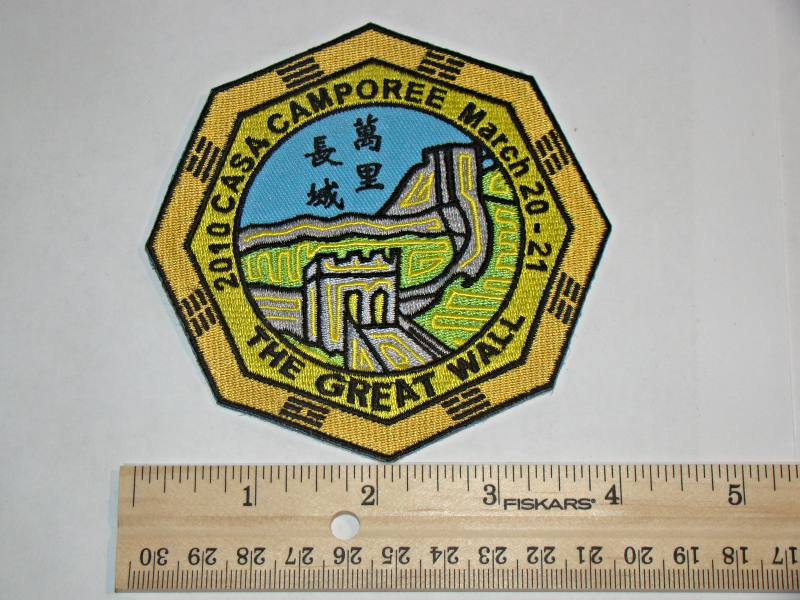 2010 CASA CAMPOREE March 20 - 21
萬里
長城
THE GREAT WALL
1 2 3 FISKARS® 4 5
30 29 28 27 26 25 24 23 22 21 20 19 18 17